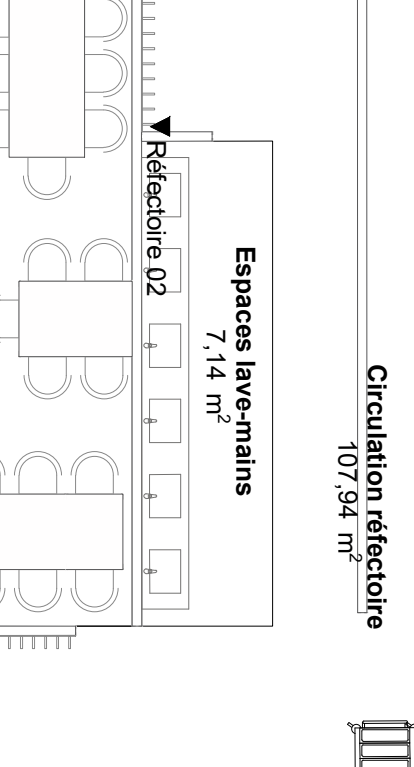 Réfectoire 02
Espaces lave-mains
7,14 m²
Circulation réfectoire
107,94 m²